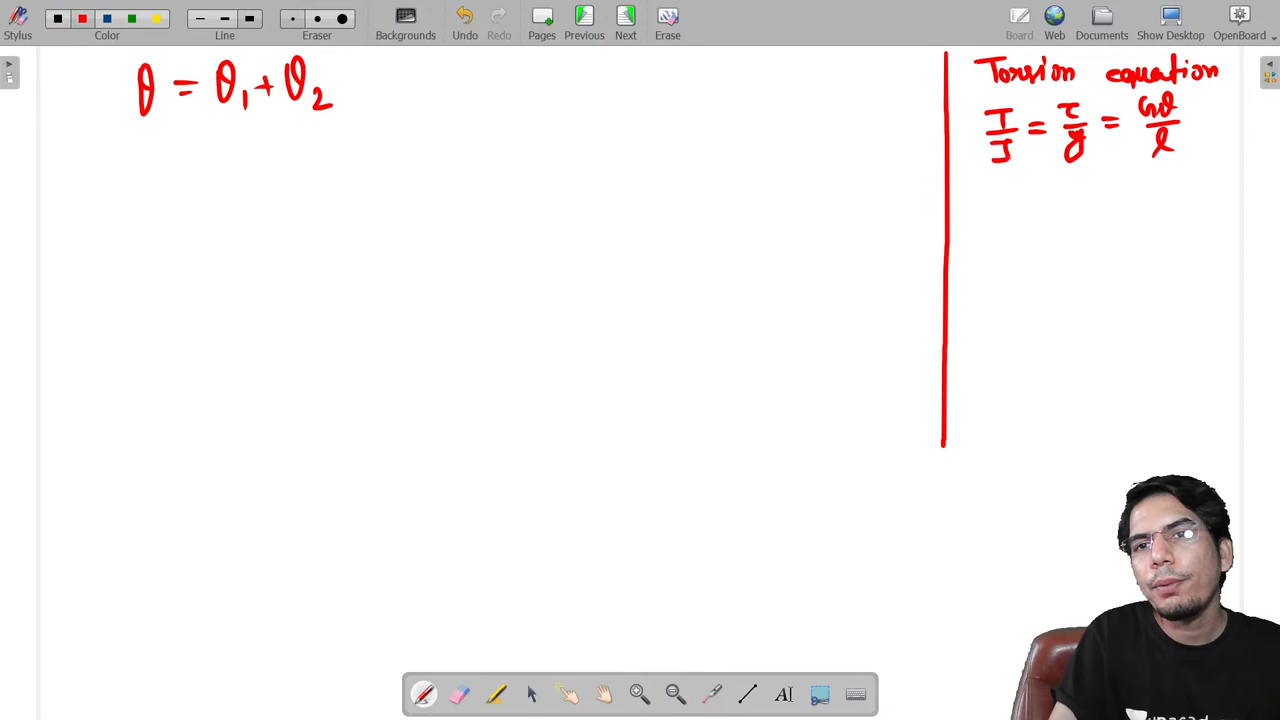 Stylus
Color
Line
Eraser
Backgrounds
Undo
Redo
Pages
Previous
Next
Erase
Board
Web
Documents
Show Desktop
OpenBoard
θ = θ₁ + θ₂
Torsion equation
T/J = τ/y = Gθ/l
AI